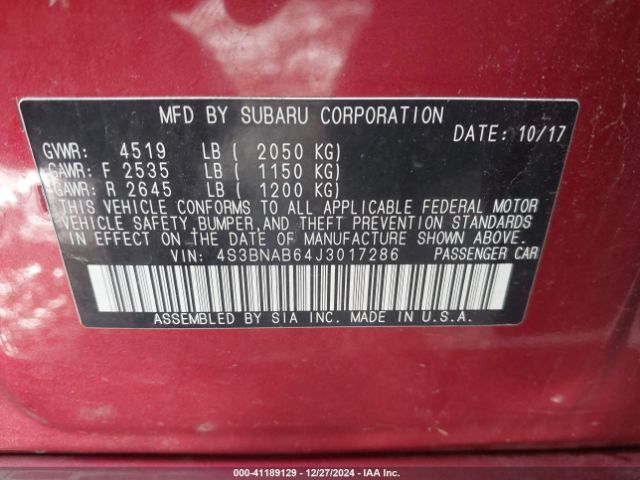 MFD BY SUBARU CORPORATION
DATE: 10/17
GVWR: 4519 LB ( 2050 KG)
GAWR: F 2535 LB ( 1150 KG)
GAWR: R 2645 LB ( 1200 KG)
THIS VEHICLE CONFORMS TO ALL APPLICABLE FEDERAL MOTOR
VEHICLE SAFETY, BUMPER, AND THEFT PREVENTION STANDARDS
IN EFFECT ON THE DATE OF MANUFACTURE SHOWN ABOVE.
VIN: 4S3BNAB64J3017286 PASSENGER CAR
ASSEMBLED BY SIA INC. MADE IN U.S.A.
000-41189129 - 12/27/2024 - IAA Inc.